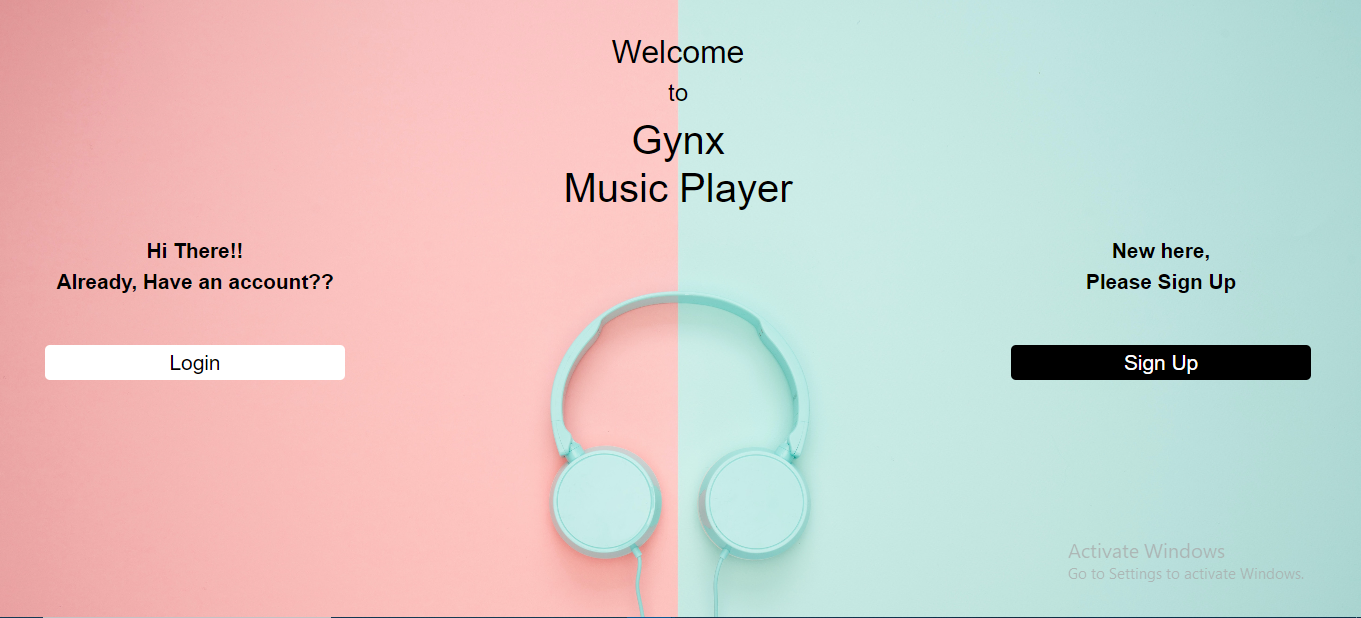 Welcome
to
Gynx
Music Player
Hi There!!
Already, Have an account??
Login
New here,
Please Sign Up
Sign Up
Activate Windows
Go to Settings to activate Windows.